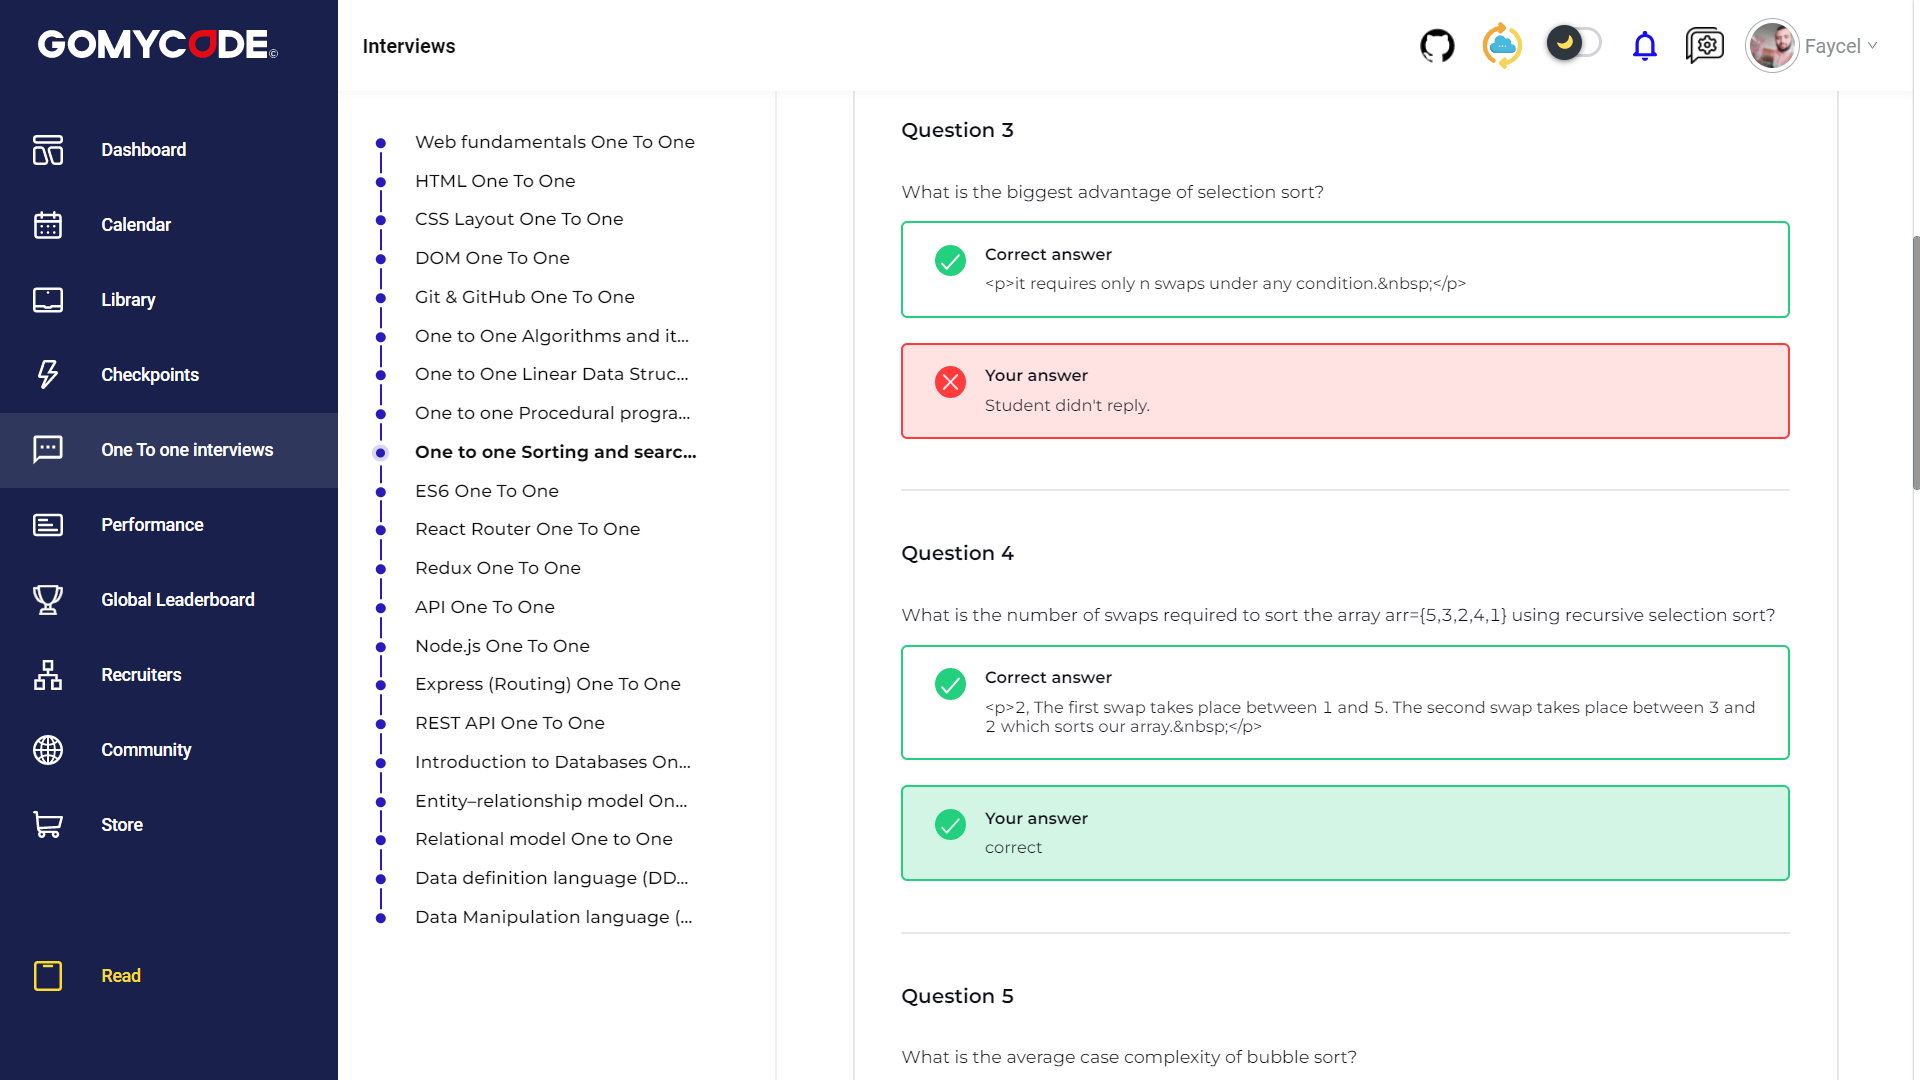 GOMYCODE©
Dashboard
Calendar
Library
Checkpoints
One To one interviews
Performance
Global Leaderboard
Recruiters
Community
Store
Read
Interviews
Faycel
Web fundamentals One To One
HTML One To One
CSS Layout One To One
DOM One To One
Git & GitHub One To One
One to One Algorithms and it...
One to One Linear Data Struc...
One to one Procedural progra...
One to one Sorting and searc...
ES6 One To One
React Router One To One
Redux One To One
API One To One
Node.js One To One
Express (Routing) One To One
REST API One To One
Introduction to Databases On...
Entity–relationship model On...
Relational model One to One
Data definition language (DD...
Data Manipulation language (...
Question 3
What is the biggest advantage of selection sort?
Correct answer
<p>it requires only n swaps under any condition.&nbsp;</p>
Your answer
Student didn't reply.
Question 4
What is the number of swaps required to sort the array arr={5,3,2,4,1} using recursive selection sort?
Correct answer
<p>2, The first swap takes place between 1 and 5. The second swap takes place between 3 and
2 which sorts our array.&nbsp;</p>
Your answer
correct
Question 5
What is the average case complexity of bubble sort?